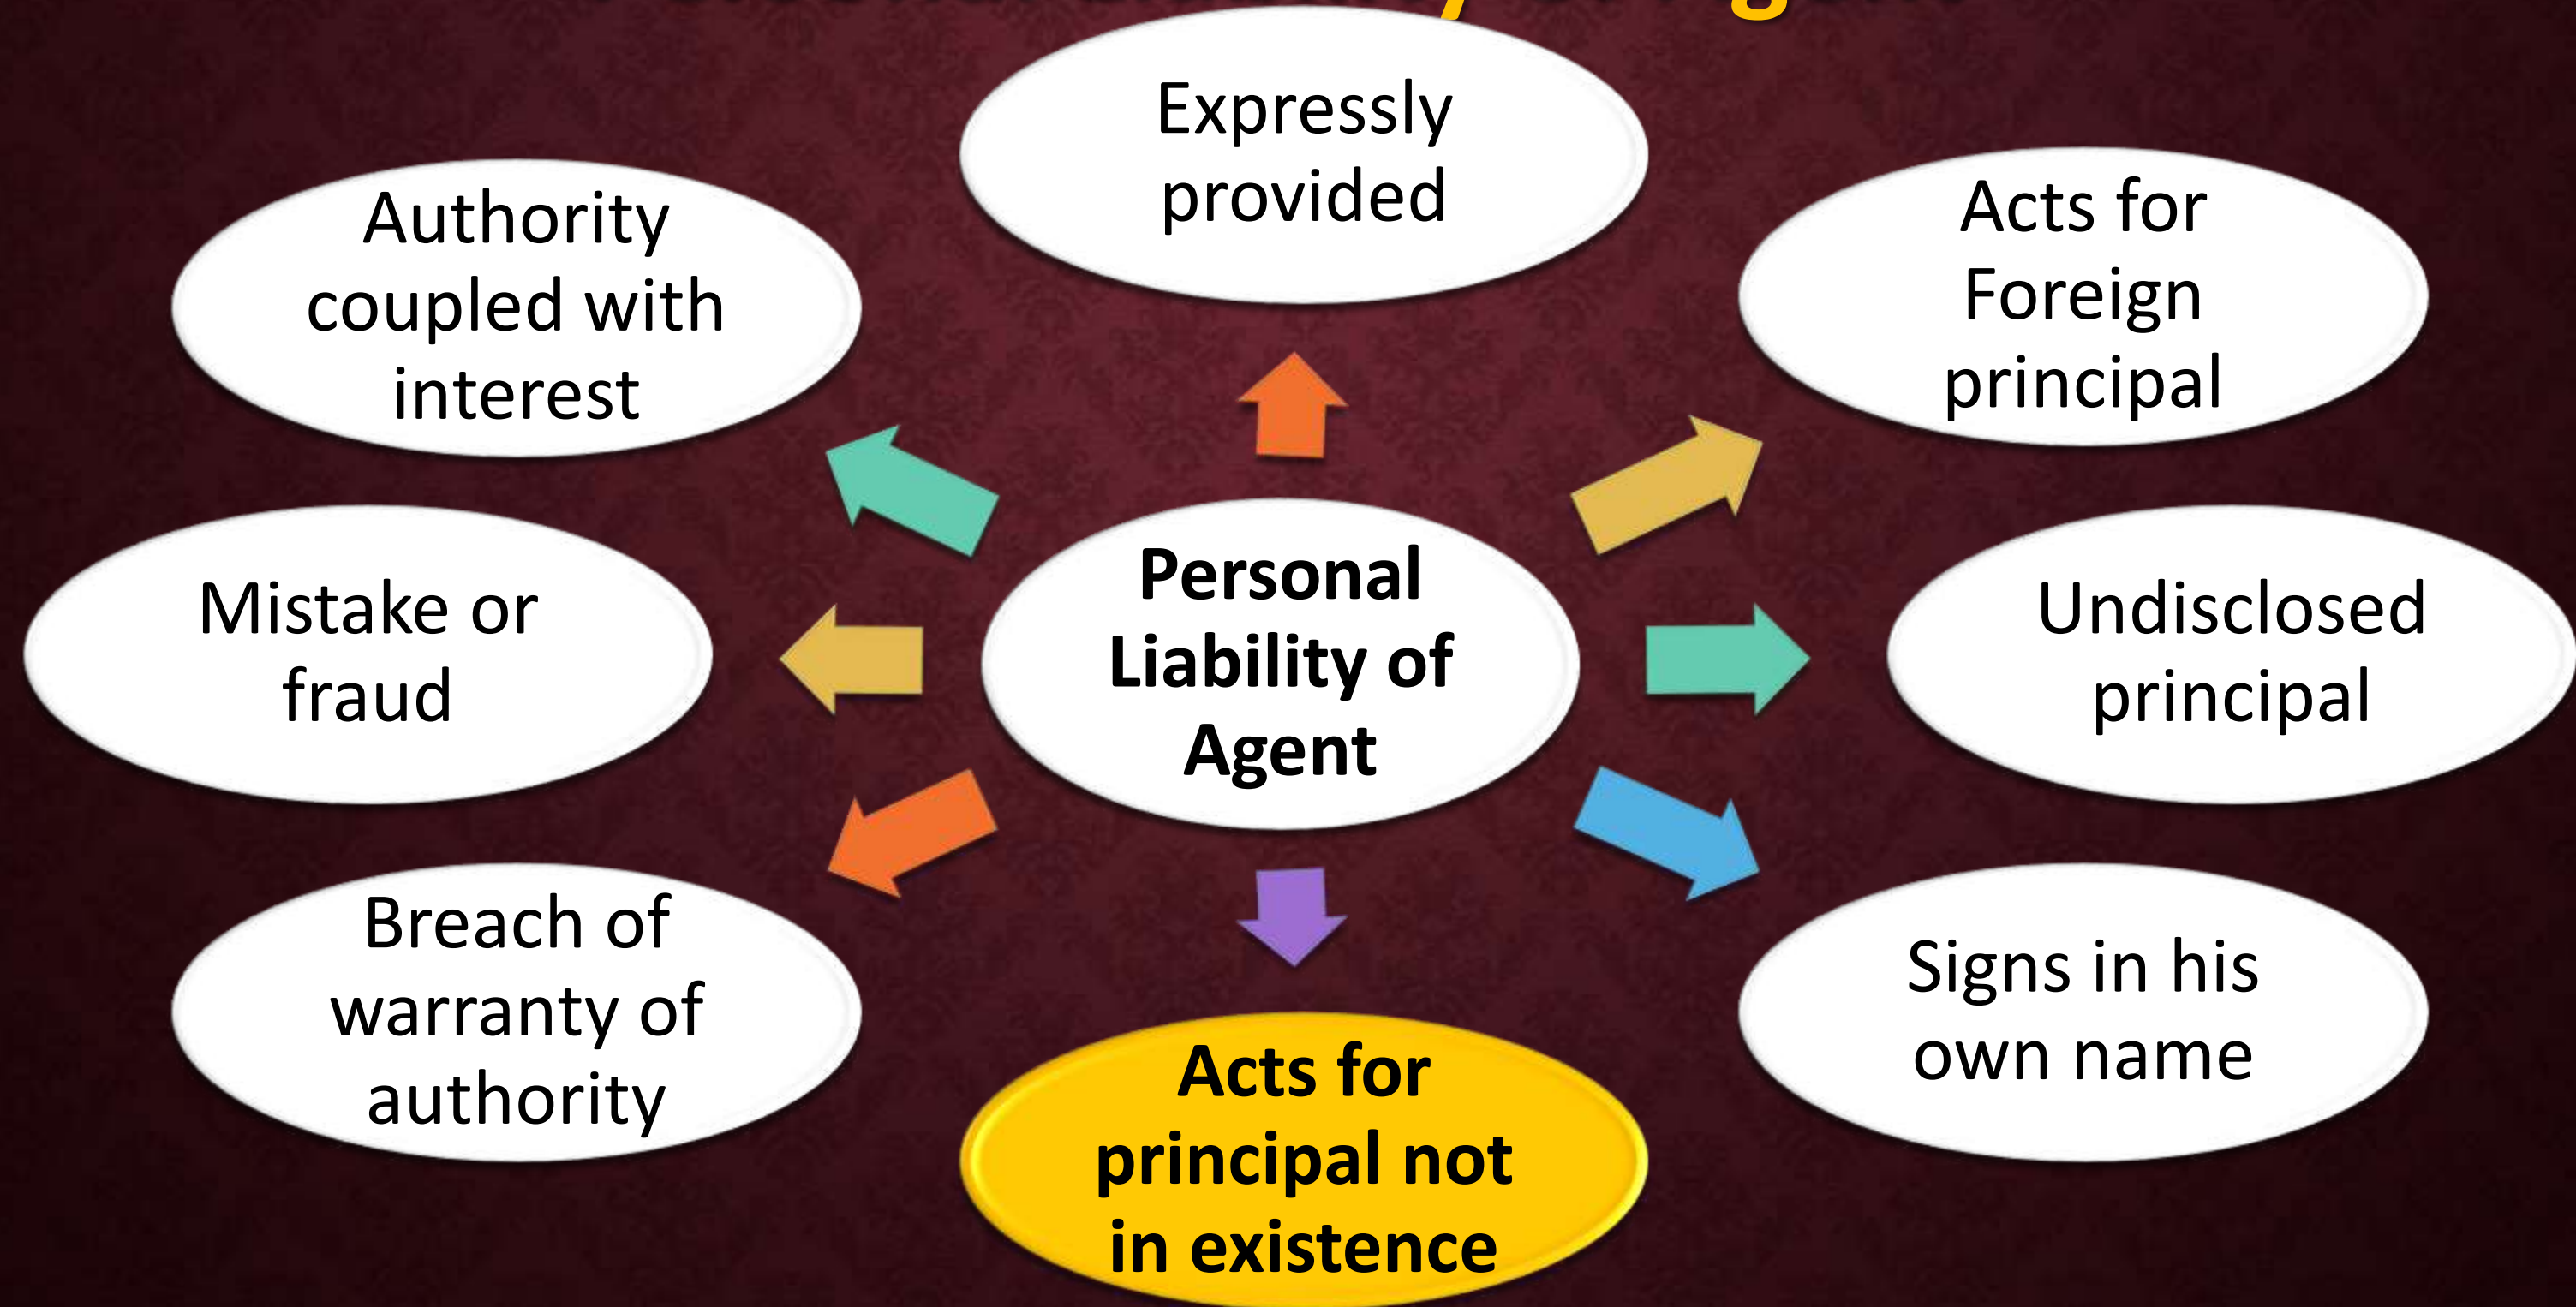 Expressly
provided
Acts for
Foreign
principal
Undisclosed
principal
Signs in his
own name
Acts for
principal not
in existence
Breach of
warranty of
authority
Mistake or
fraud
Authority
coupled with
interest
Personal
Liability of
Agent